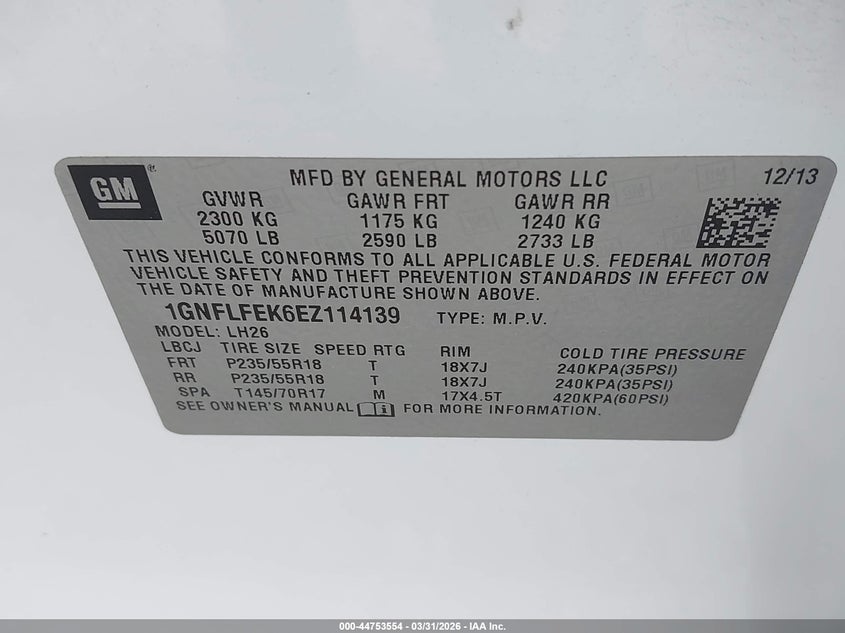 GM ®
MFD BY GENERAL MOTORS LLC 12/13
GVWR GAWR FRT GAWR RR
2300 KG 1175 KG 1240 KG
5070 LB 2590 LB 2733 LB
THIS VEHICLE CONFORMS TO ALL APPLICABLE U.S. FEDERAL MOTOR
VEHICLE SAFETY AND THEFT PREVENTION STANDARDS IN EFFECT ON
THE DATE OF MANUFACTURE SHOWN ABOVE.
1GNFLFEK6EZ114139 TYPE: M.P.V.
MODEL: LH26
LBCJ TIRE SIZE SPEED RTG RIM COLD TIRE PRESSURE
FRT P235/55R18 T 18X7J 240KPA(35PSI)
RR P235/55R18 T 18X7J 240KPA(35PSI)
SPA T145/70R17 M 17X4.5T 420KPA(60PSI)
SEE OWNER'S MANUAL FOR MORE INFORMATION.
000-44753554 | 03/31/2026 - IAA Inc.